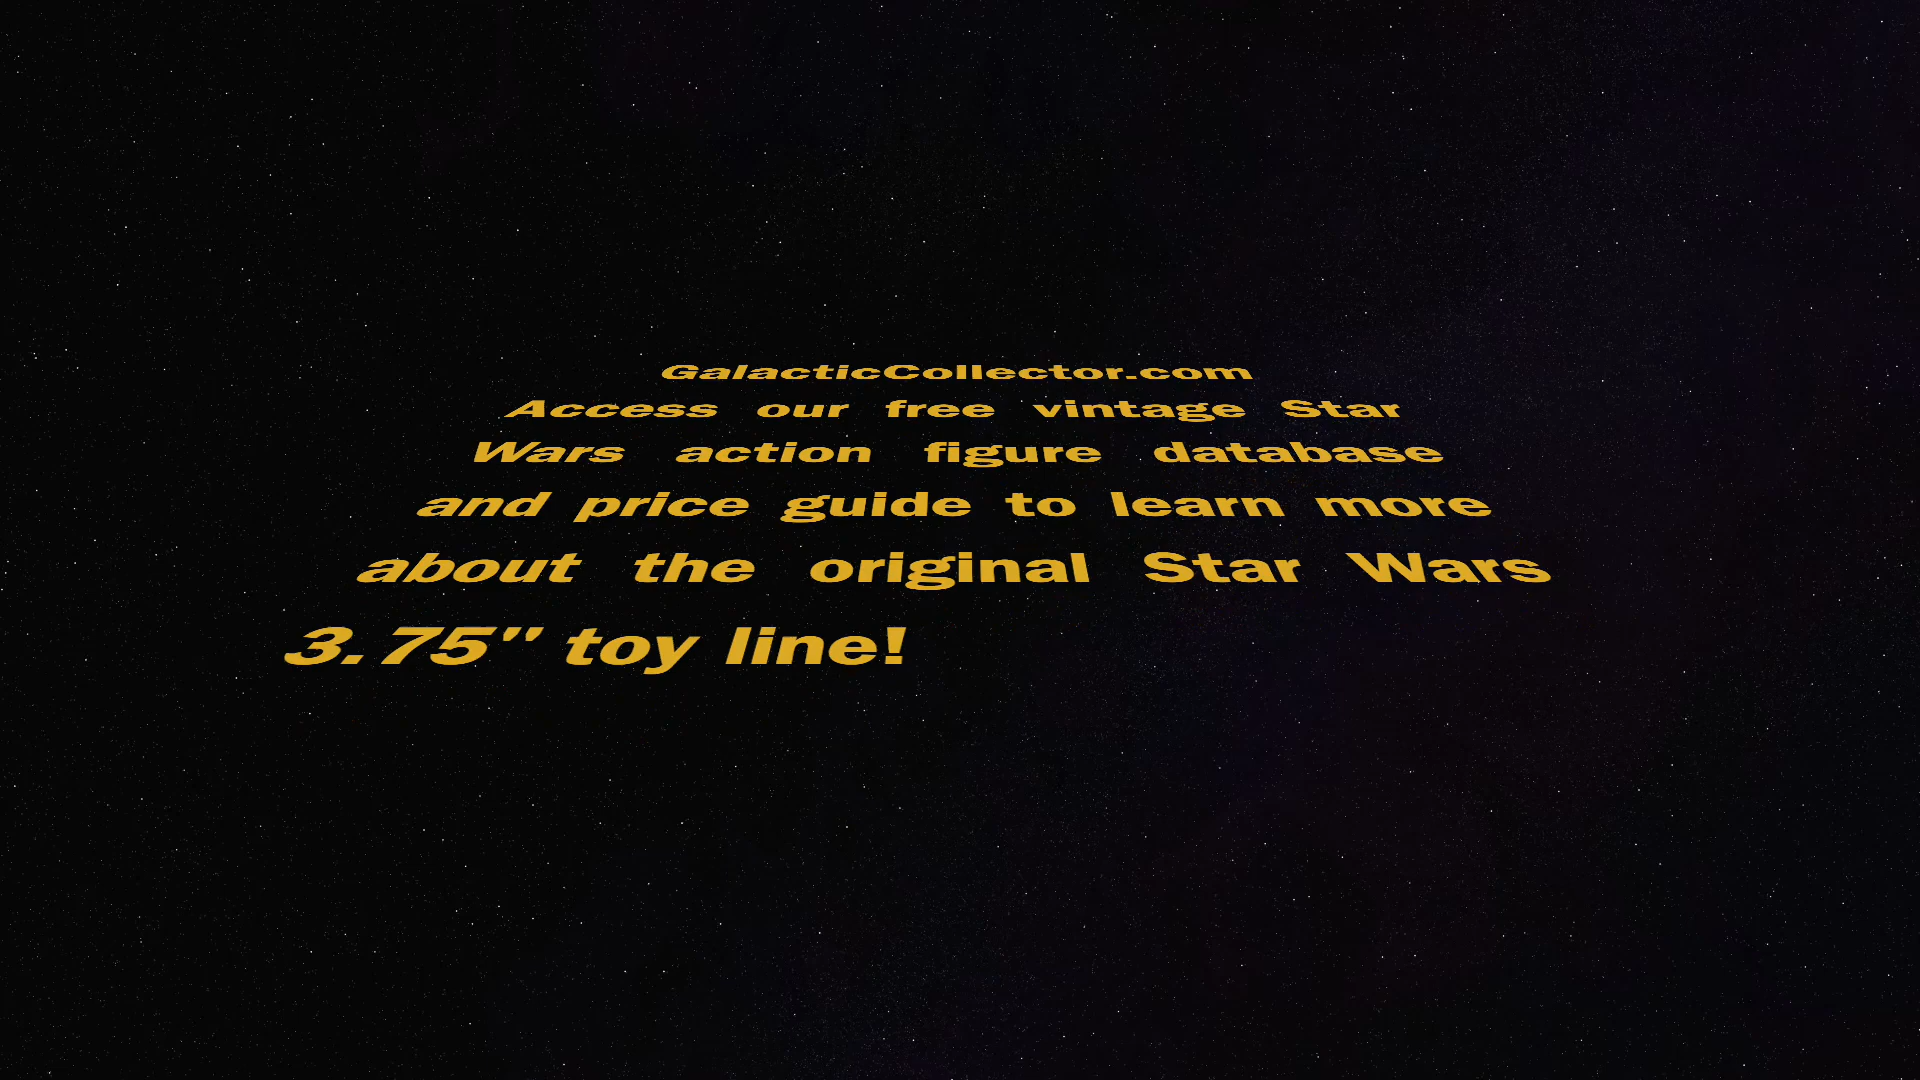 GalacticCollector.com
Access our free vintage Star
Wars action figure database
and price guide to learn more
about the original Star Wars
3.75" toy line!